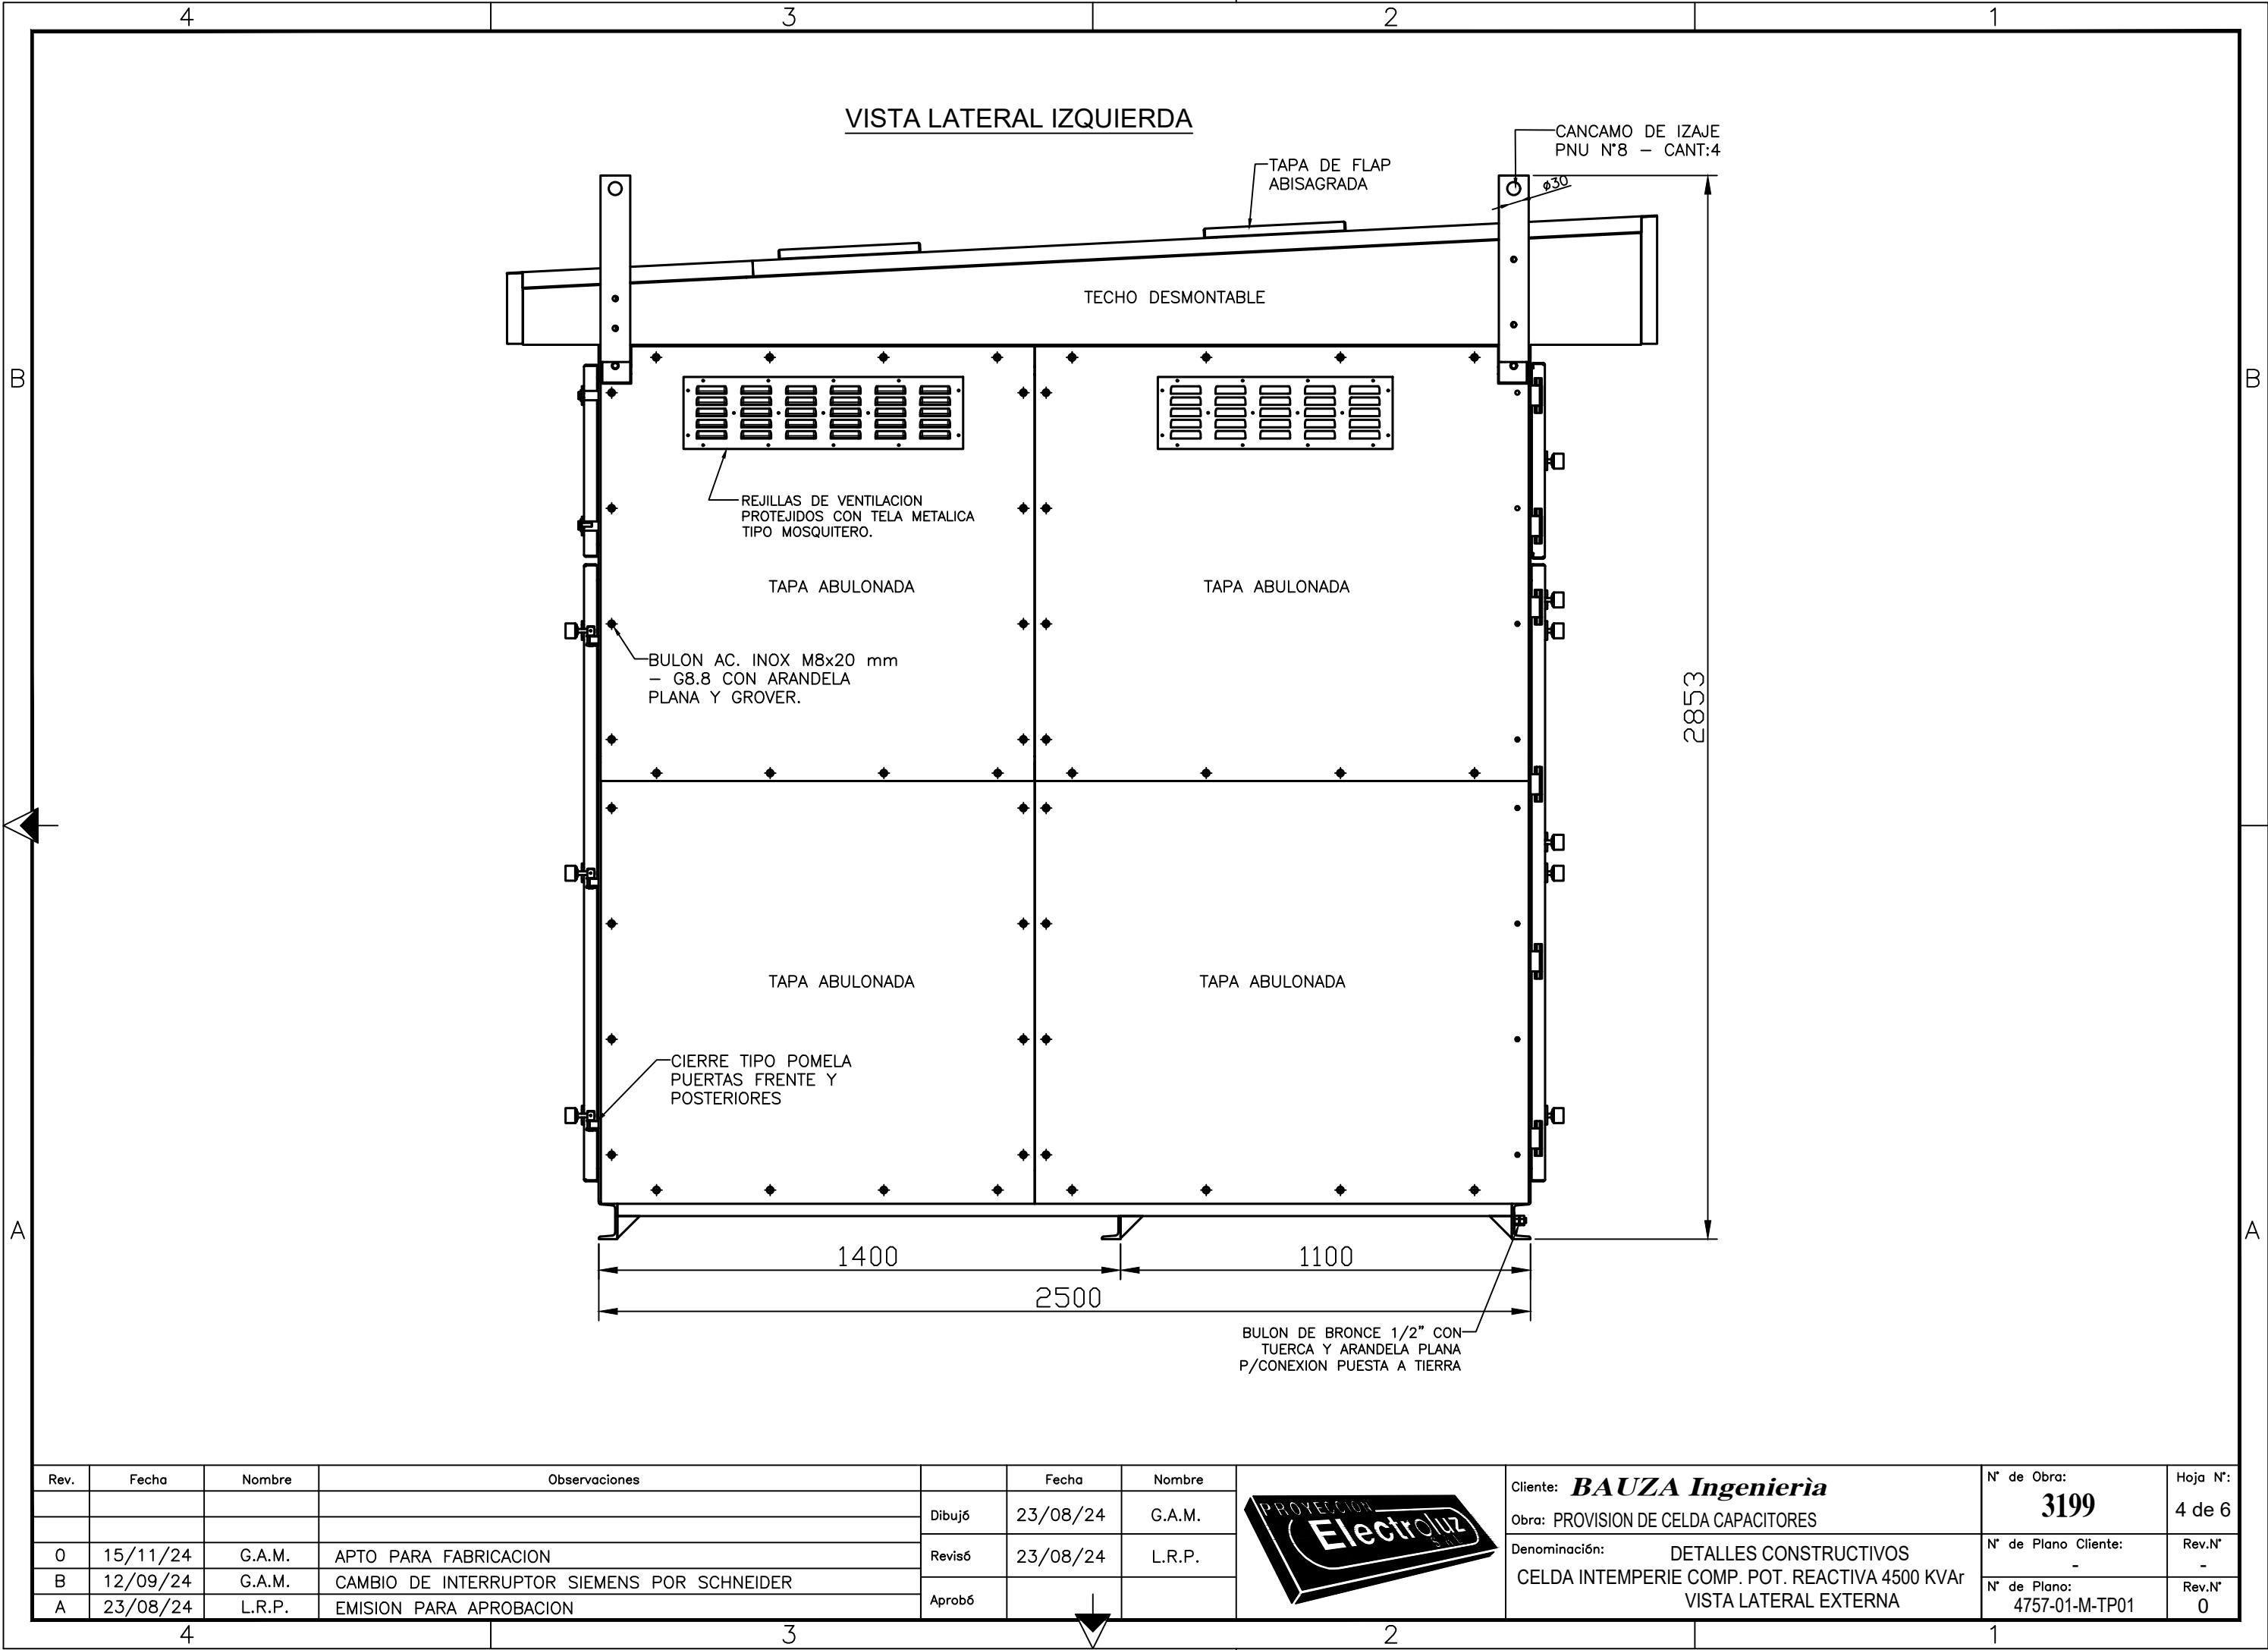 4 3 2 1
VISTA LATERAL IZQUIERDA
CANCAMO DE IZAJE
PNU N°8 - CANT:4
TAPA DE FLAP
ABISAGRADA
ø30
TECHO DESMONTABLE
B B
REJILLAS DE VENTILACION
PROTEJIDOS CON TELA METALICA
TIPO MOSQUITERO.
TAPA ABULONADA
TAPA ABULONADA
BULON AC. INOX M8x20 mm
- G8.8 CON ARANDELA
PLANA Y GROVER.
2853
TAPA ABULONADA
TAPA ABULONADA
CIERRE TIPO POMELA
PUERTAS FRENTE Y
POSTERIORES
A A
1400 1100
2500
BULON DE BRONCE 1/2" CON
TUERCA Y ARANDELA PLANA
P/CONEXION PUESTA A TIERRA
Rev. Fecha Nombre Observaciones
0 15/11/24 G.A.M. APTO PARA FABRICACION
B 12/09/24 G.A.M. CAMBIO DE INTERRUPTOR SIEMENS POR SCHNEIDER
A 23/08/24 L.R.P. EMISION PARA APROBACION
Fecha Nombre
Dibujó 23/08/24 G.A.M.
Revisó 23/08/24 L.R.P.
Aprobó
PROYECCION
Electroluz
S.R.L.
Cliente: BAUZA Ingenierìa
Obra: PROVISION DE CELDA CAPACITORES
Denominación: DETALLES CONSTRUCTIVOS
CELDA INTEMPERIE COMP. POT. REACTIVA 4500 KVAr
VISTA LATERAL EXTERNA
N° de Obra:
3199
Hoja N°:
4 de 6
N° de Plano Cliente:
-
Rev.N°
-
N° de Plano:
4757-01-M-TP01
Rev.N°
0
4 3 2 1